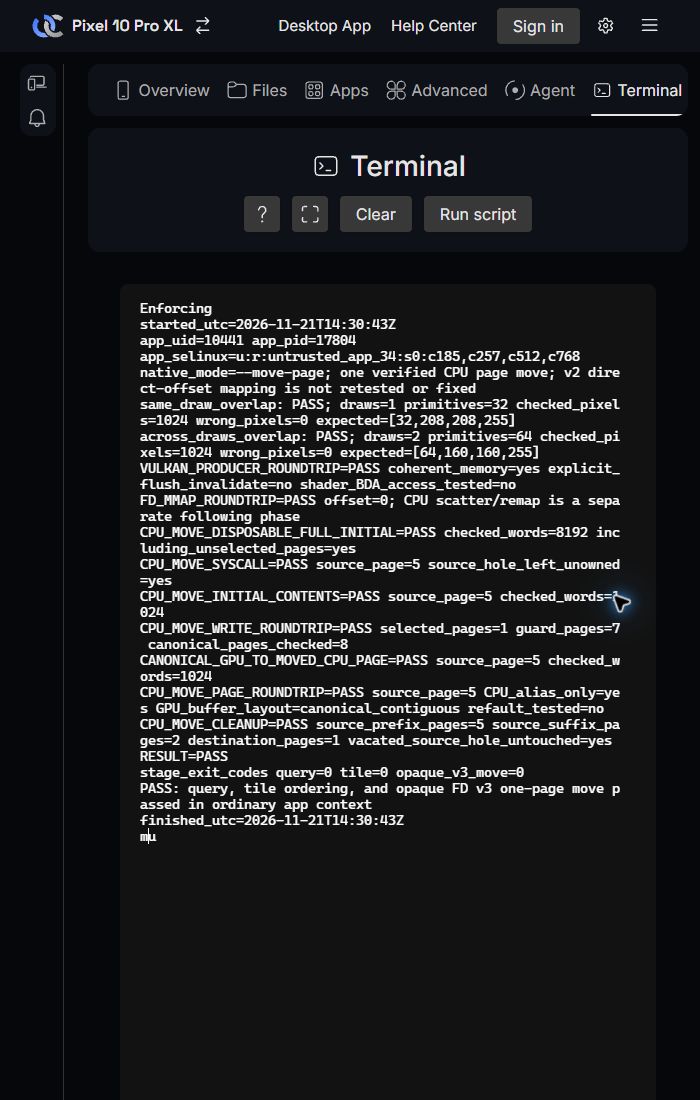 Pixel 10 Pro XL
Desktop App
Help Center
Sign in
Overview
Files
Apps
Advanced
Agent
Terminal
Terminal
?
Clear
Run script
Enforcing
started_utc=2026-11-21T14:30:43Z
app_uid=10441 app_pid=17804
app_selinux=u:r:untrusted_app_34:s0:c185,c257,c512,c768
native_mode=--move-page; one verified CPU page move; v2 dire
ct-offset mapping is not retested or fixed
same_draw_overlap: PASS; draws=1 primitives=32 checked_pixel
s=1024 wrong_pixels=0 expected=[32,208,208,255]
across_draws_overlap: PASS; draws=2 primitives=64 checked_pi
xels=1024 wrong_pixels=0 expected=[64,160,160,255]
VULKAN_PRODUCER_ROUNDTRIP=PASS coherent_memory=yes explicit_
flush_invalidate=no shader_BDA_access_tested=no
FD_MMAP_ROUNDTRIP=PASS offset=0; CPU scatter/remap is a sepa
rate following phase
CPU_MOVE_DISPOSABLE_FULL_INITIAL=PASS checked_words=8192 inc
luding_unselected_pages=yes
CPU_MOVE_SYSCALL=PASS source_page=5 source_hole_left_unowned
=yes
CPU_MOVE_INITIAL_CONTENTS=PASS source_page=5 checked_words=1
024
CPU_MOVE_WRITE_ROUNDTRIP=PASS selected_pages=1 guard_pages=7
 canonical_pages_checked=8
CANONICAL_GPU_TO_MOVED_CPU_PAGE=PASS source_page=5 checked_w
ords=1024
CPU_MOVE_PAGE_ROUNDTRIP=PASS source_page=5 CPU_alias_only=ye
s GPU_buffer_layout=canonical_contiguous refault_tested=no
CPU_MOVE_CLEANUP=PASS source_prefix_pages=5 source_suffix_pa
ges=2 destination_pages=1 vacated_source_hole_untouched=yes
RESULT=PASS
stage_exit_codes query=0 tile=0 opaque_v3_move=0
PASS: query, tile ordering, and opaque FD v3 one-page move p
assed in ordinary app context
finished_utc=2026-11-21T14:30:43Z
mu